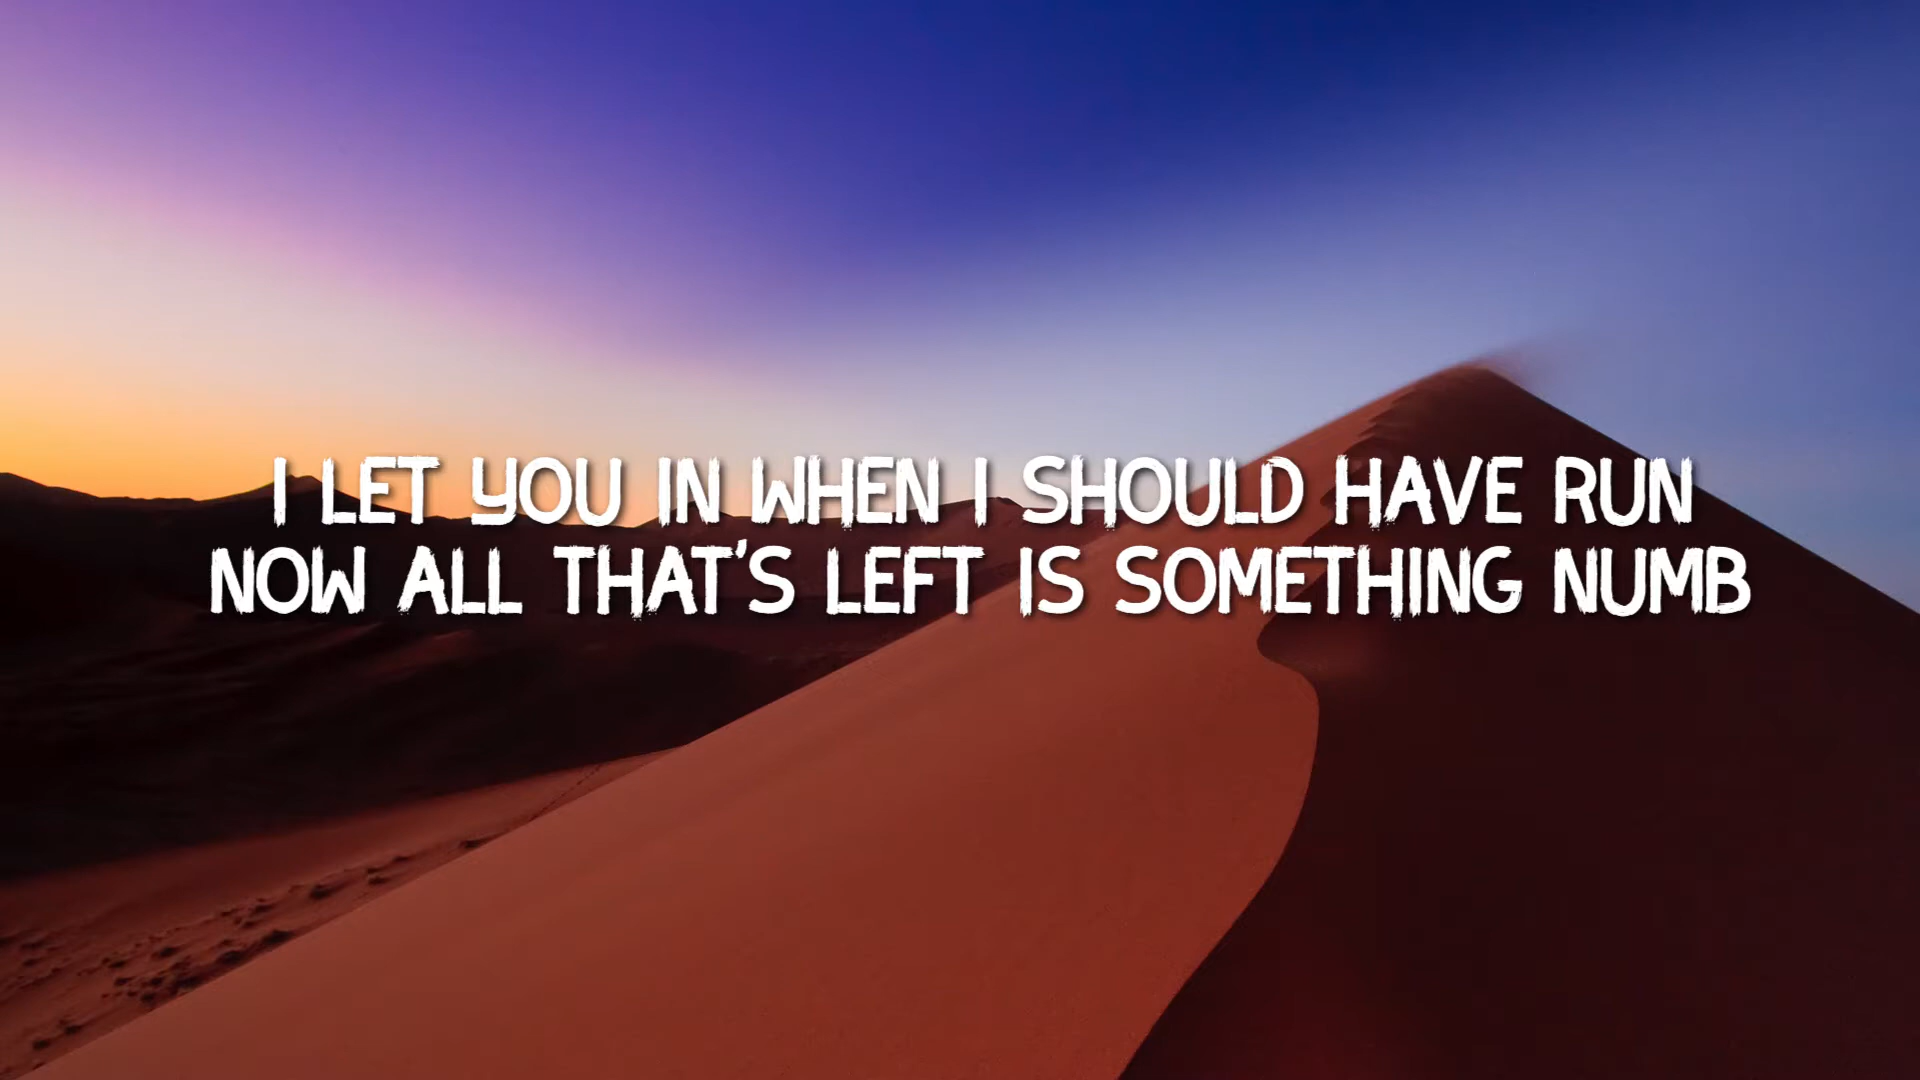 I LET YOU IN WHEN I SHOULD HAVE RUN
NOW ALL THAT'S LEFT IS SOMETHING NUMB